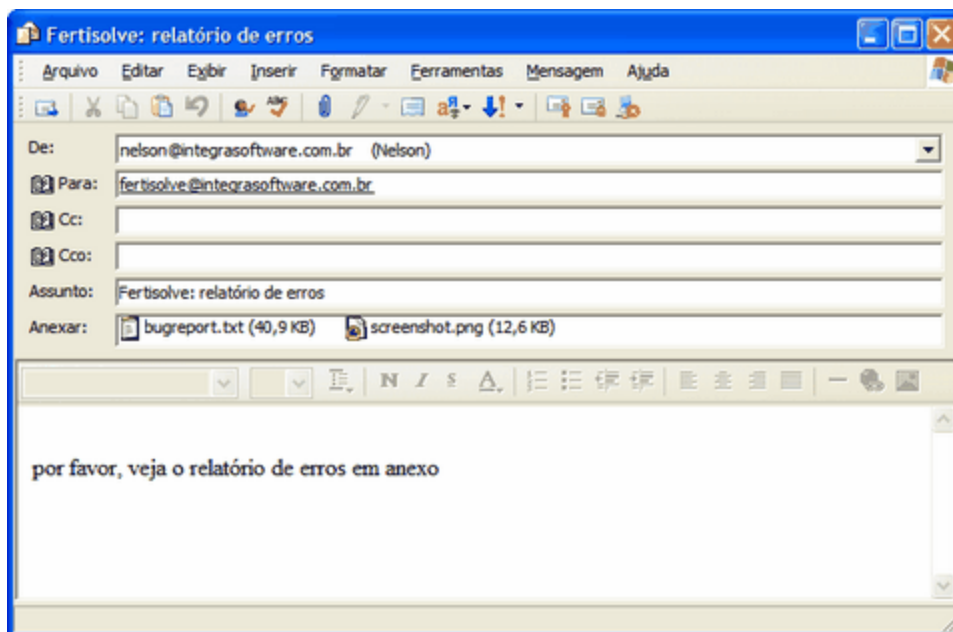 Fertisolve: relatório de erros
Arquivo Editar Exibir Inserir Formatar Ferramentas Mensagem Ajuda
De: nelson@integrasoftware.com.br (Nelson)
Para: fertisolve@integrasoftware.com.br
Cc:
Cco:
Assunto: Fertisolve: relatório de erros
Anexar: bugreport.txt (40,9 KB) screenshot.png (12,6 KB)
N I S A
por favor, veja o relatório de erros em anexo